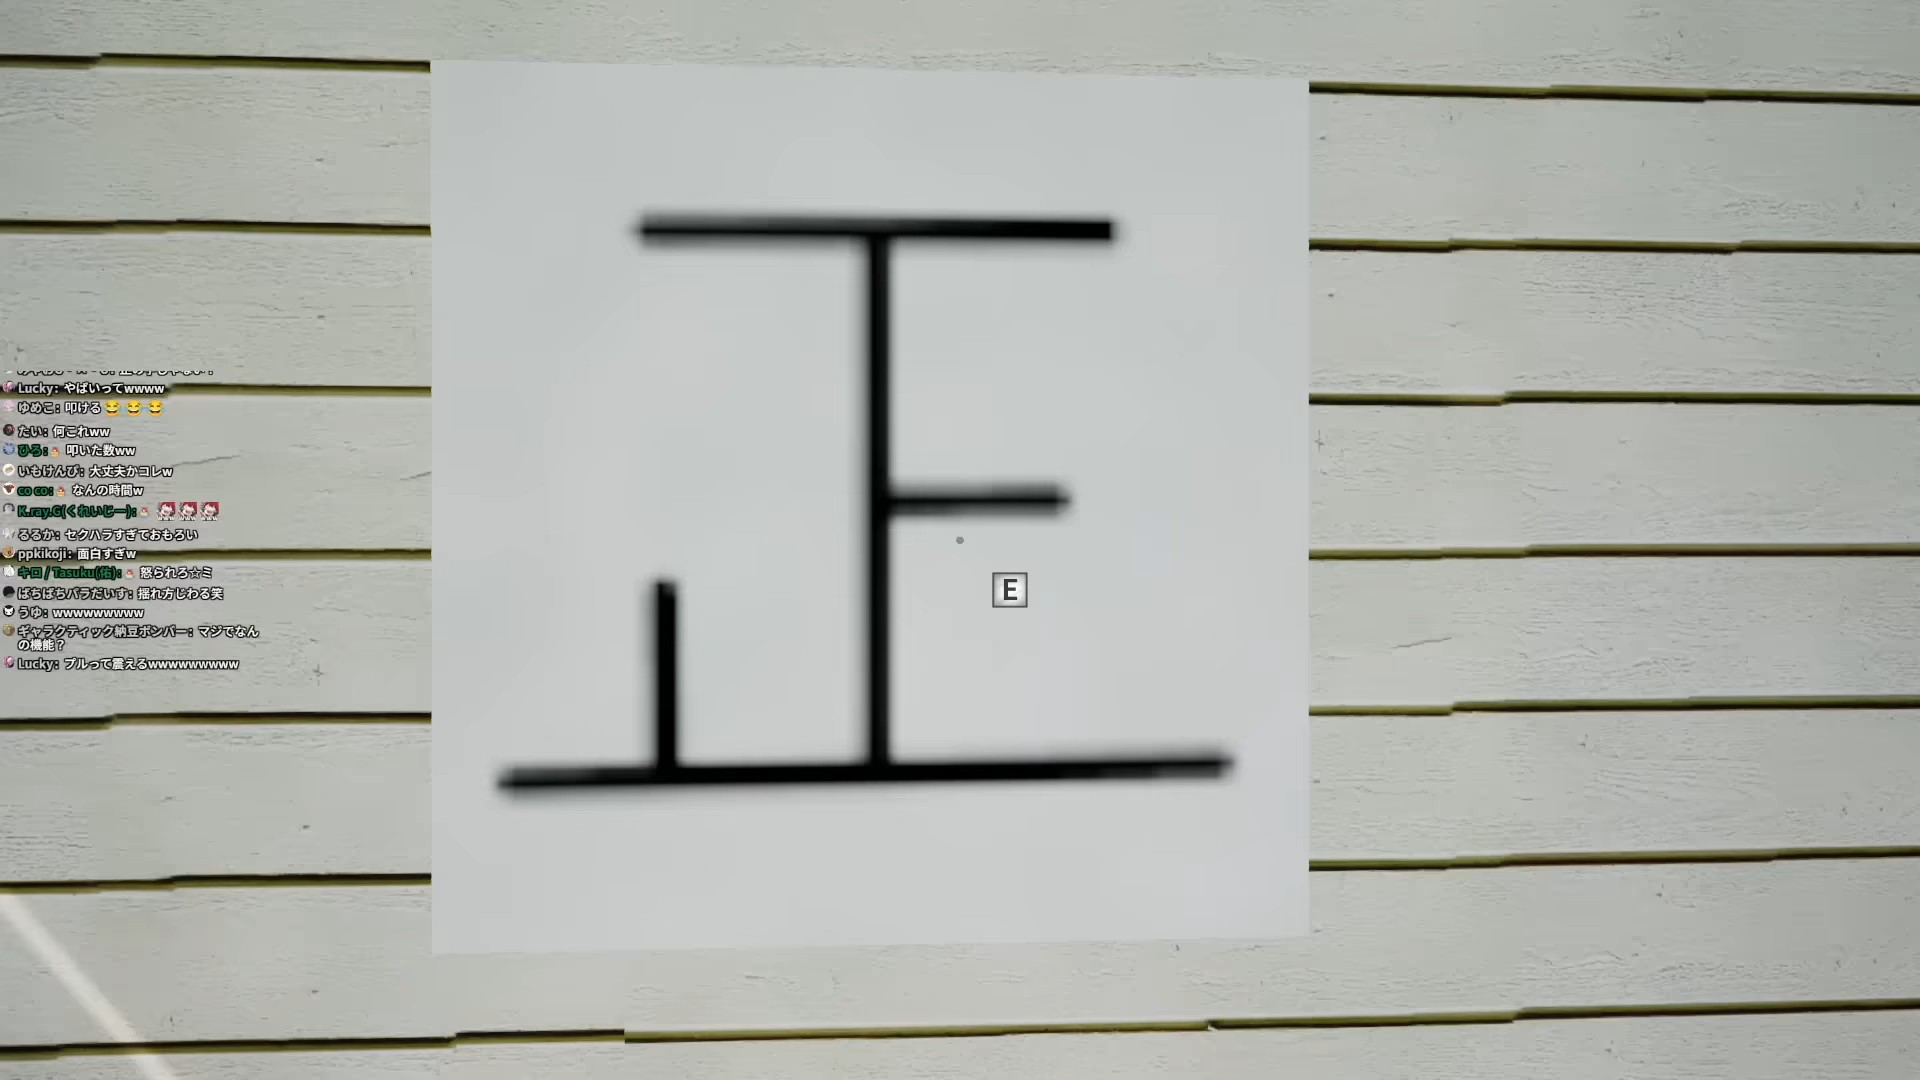 正
E
Lucky: やばいってwwww
ゆめこ: 叩ける😂😂😂
たい: 何これww
ひろ: 叩いた数ww
いもけんぴ: 大丈夫かコレw
co co: なんの時間w
K.ray.G(くれいじー):
るるか: セクハラすぎておもろい
ppkikoji: 面白すぎw
キロ / Tasuku(佑): 怒られろ☆ミ
ぱちぱちパラだいす: 揺れ方じわる笑
うゆ: wwwwwwwww
ギャラクティック納豆ボンバー: マジでなん
の機能？
Lucky: プルって震えるwwwwwwwww